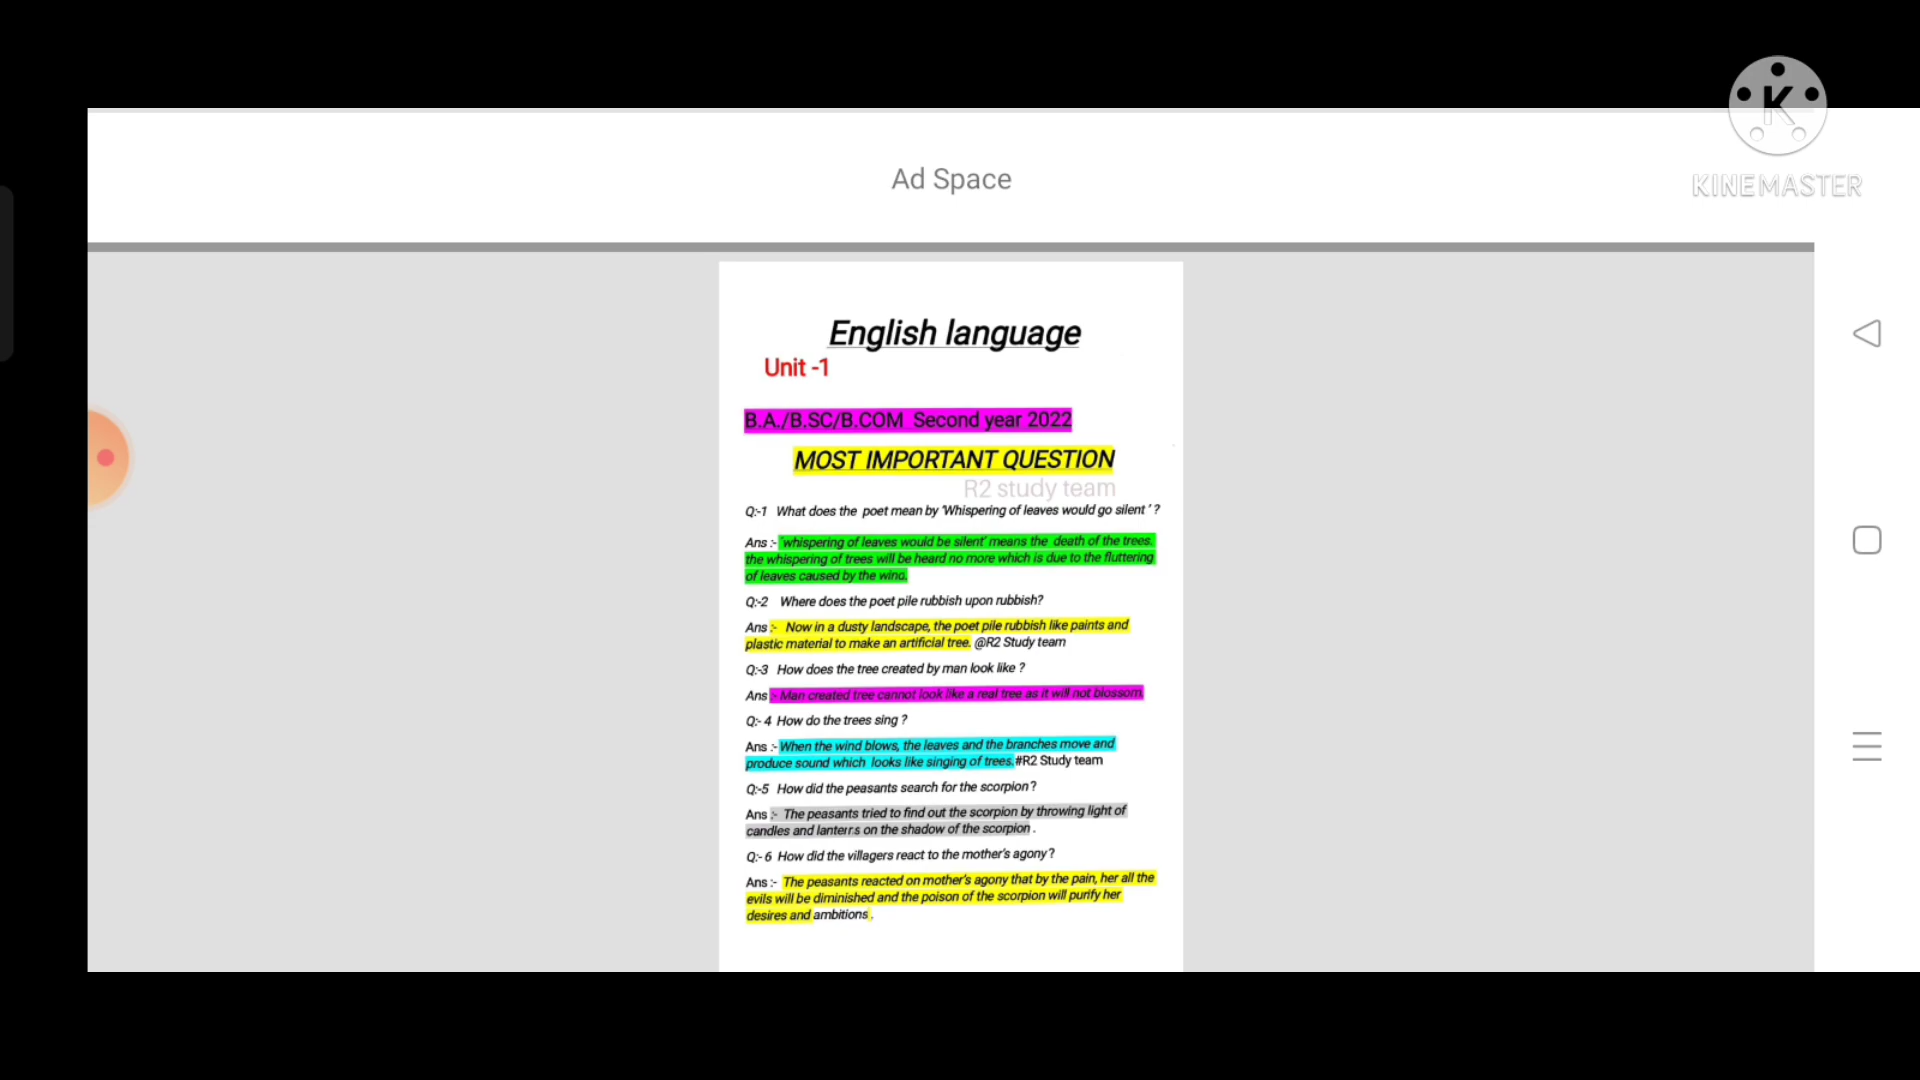 K
KINEMASTER
Ad Space
English language
Unit -1
B.A./B.SC/B.COM Second year 2022
MOST IMPORTANT QUESTION
R2 study team
Q:-1 What does the poet mean by 'Whispering of leaves would go silent ' ?
Ans :- 'whispering of leaves would be silent' means the death of the trees.
the whispering of trees will be heard no more which is due to the fluttering
of leaves caused by the wind.
Q:-2 Where does the poet pile rubbish upon rubbish?
Ans :- Now in a dusty landscape, the poet pile rubbish like paints and
plastic material to make an artificial tree. @R2 Study team
Q:-3 How does the tree created by man look like ?
Ans :- Man created tree cannot look like a real tree as it will not blossom.
Q:- 4 How do the trees sing ?
Ans :- When the wind blows, the leaves and the branches move and
produce sound which looks like singing of trees.#R2 Study team
Q:-5 How did the peasants search for the scorpion?
Ans :- The peasants tried to find out the scorpion by throwing light of
candles and lanterrs on the shadow of the scorpion .
Q:- 6 How did the villagers react to the mother's agony?
Ans :- The peasants reacted on mother's agony that by the pain, her all the
evils will be diminished and the poison of the scorpion will purify her
desires and ambitions .